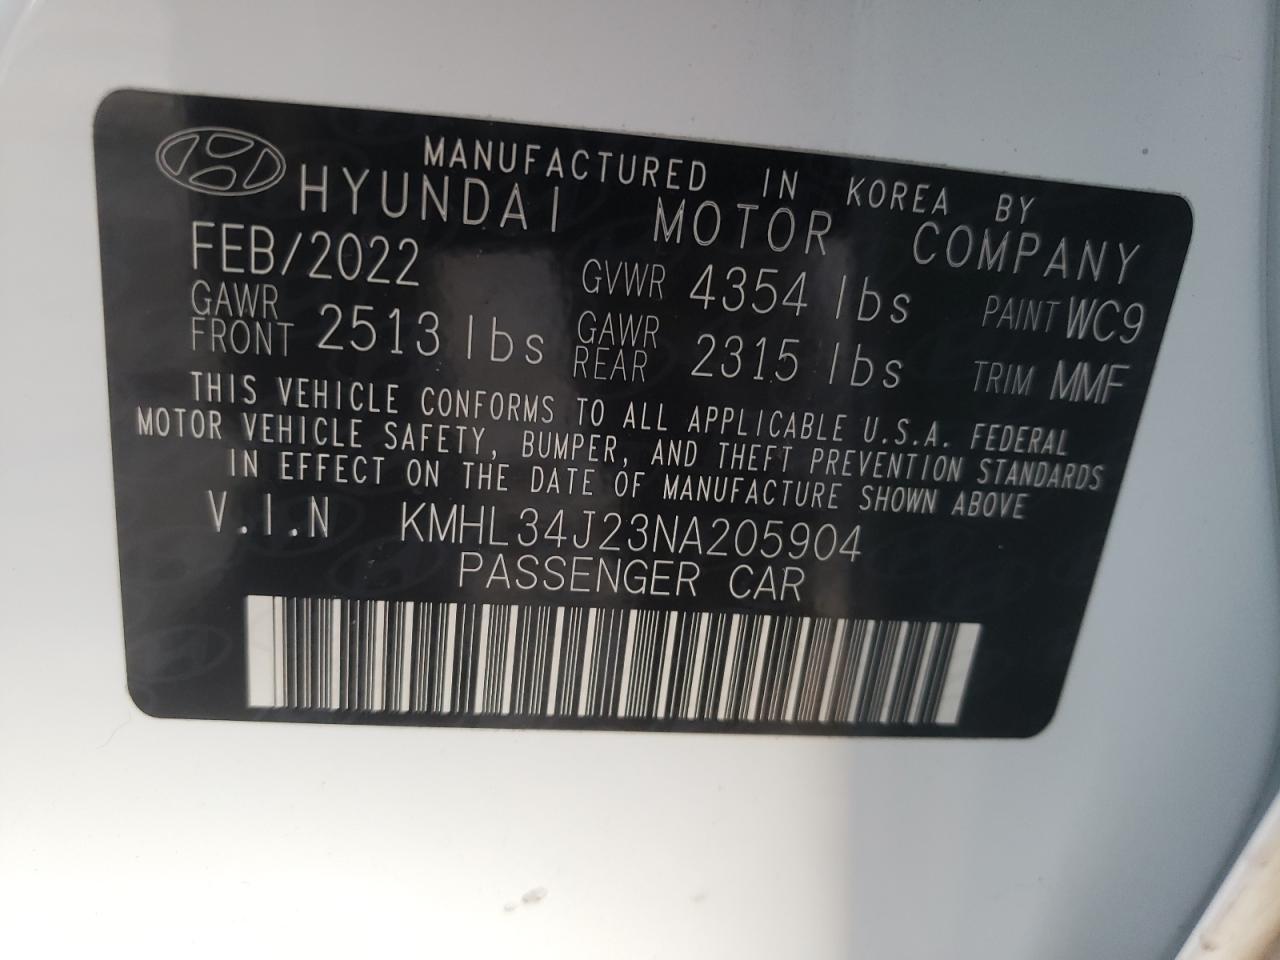 MANUFACTURED IN KOREA BY
HYUNDAI MOTOR COMPANY
FEB/2022 GVWR 4354 lbs PAINT WC9
GAWR FRONT 2513 lbs GAWR REAR 2315 lbs TRIM MMF
THIS VEHICLE CONFORMS TO ALL APPLICABLE U.S.A. FEDERAL
MOTOR VEHICLE SAFETY, BUMPER, AND THEFT PREVENTION STANDARDS
IN EFFECT ON THE DATE OF MANUFACTURE SHOWN ABOVE
V.I.N KMHL34J23NA205904
PASSENGER CAR